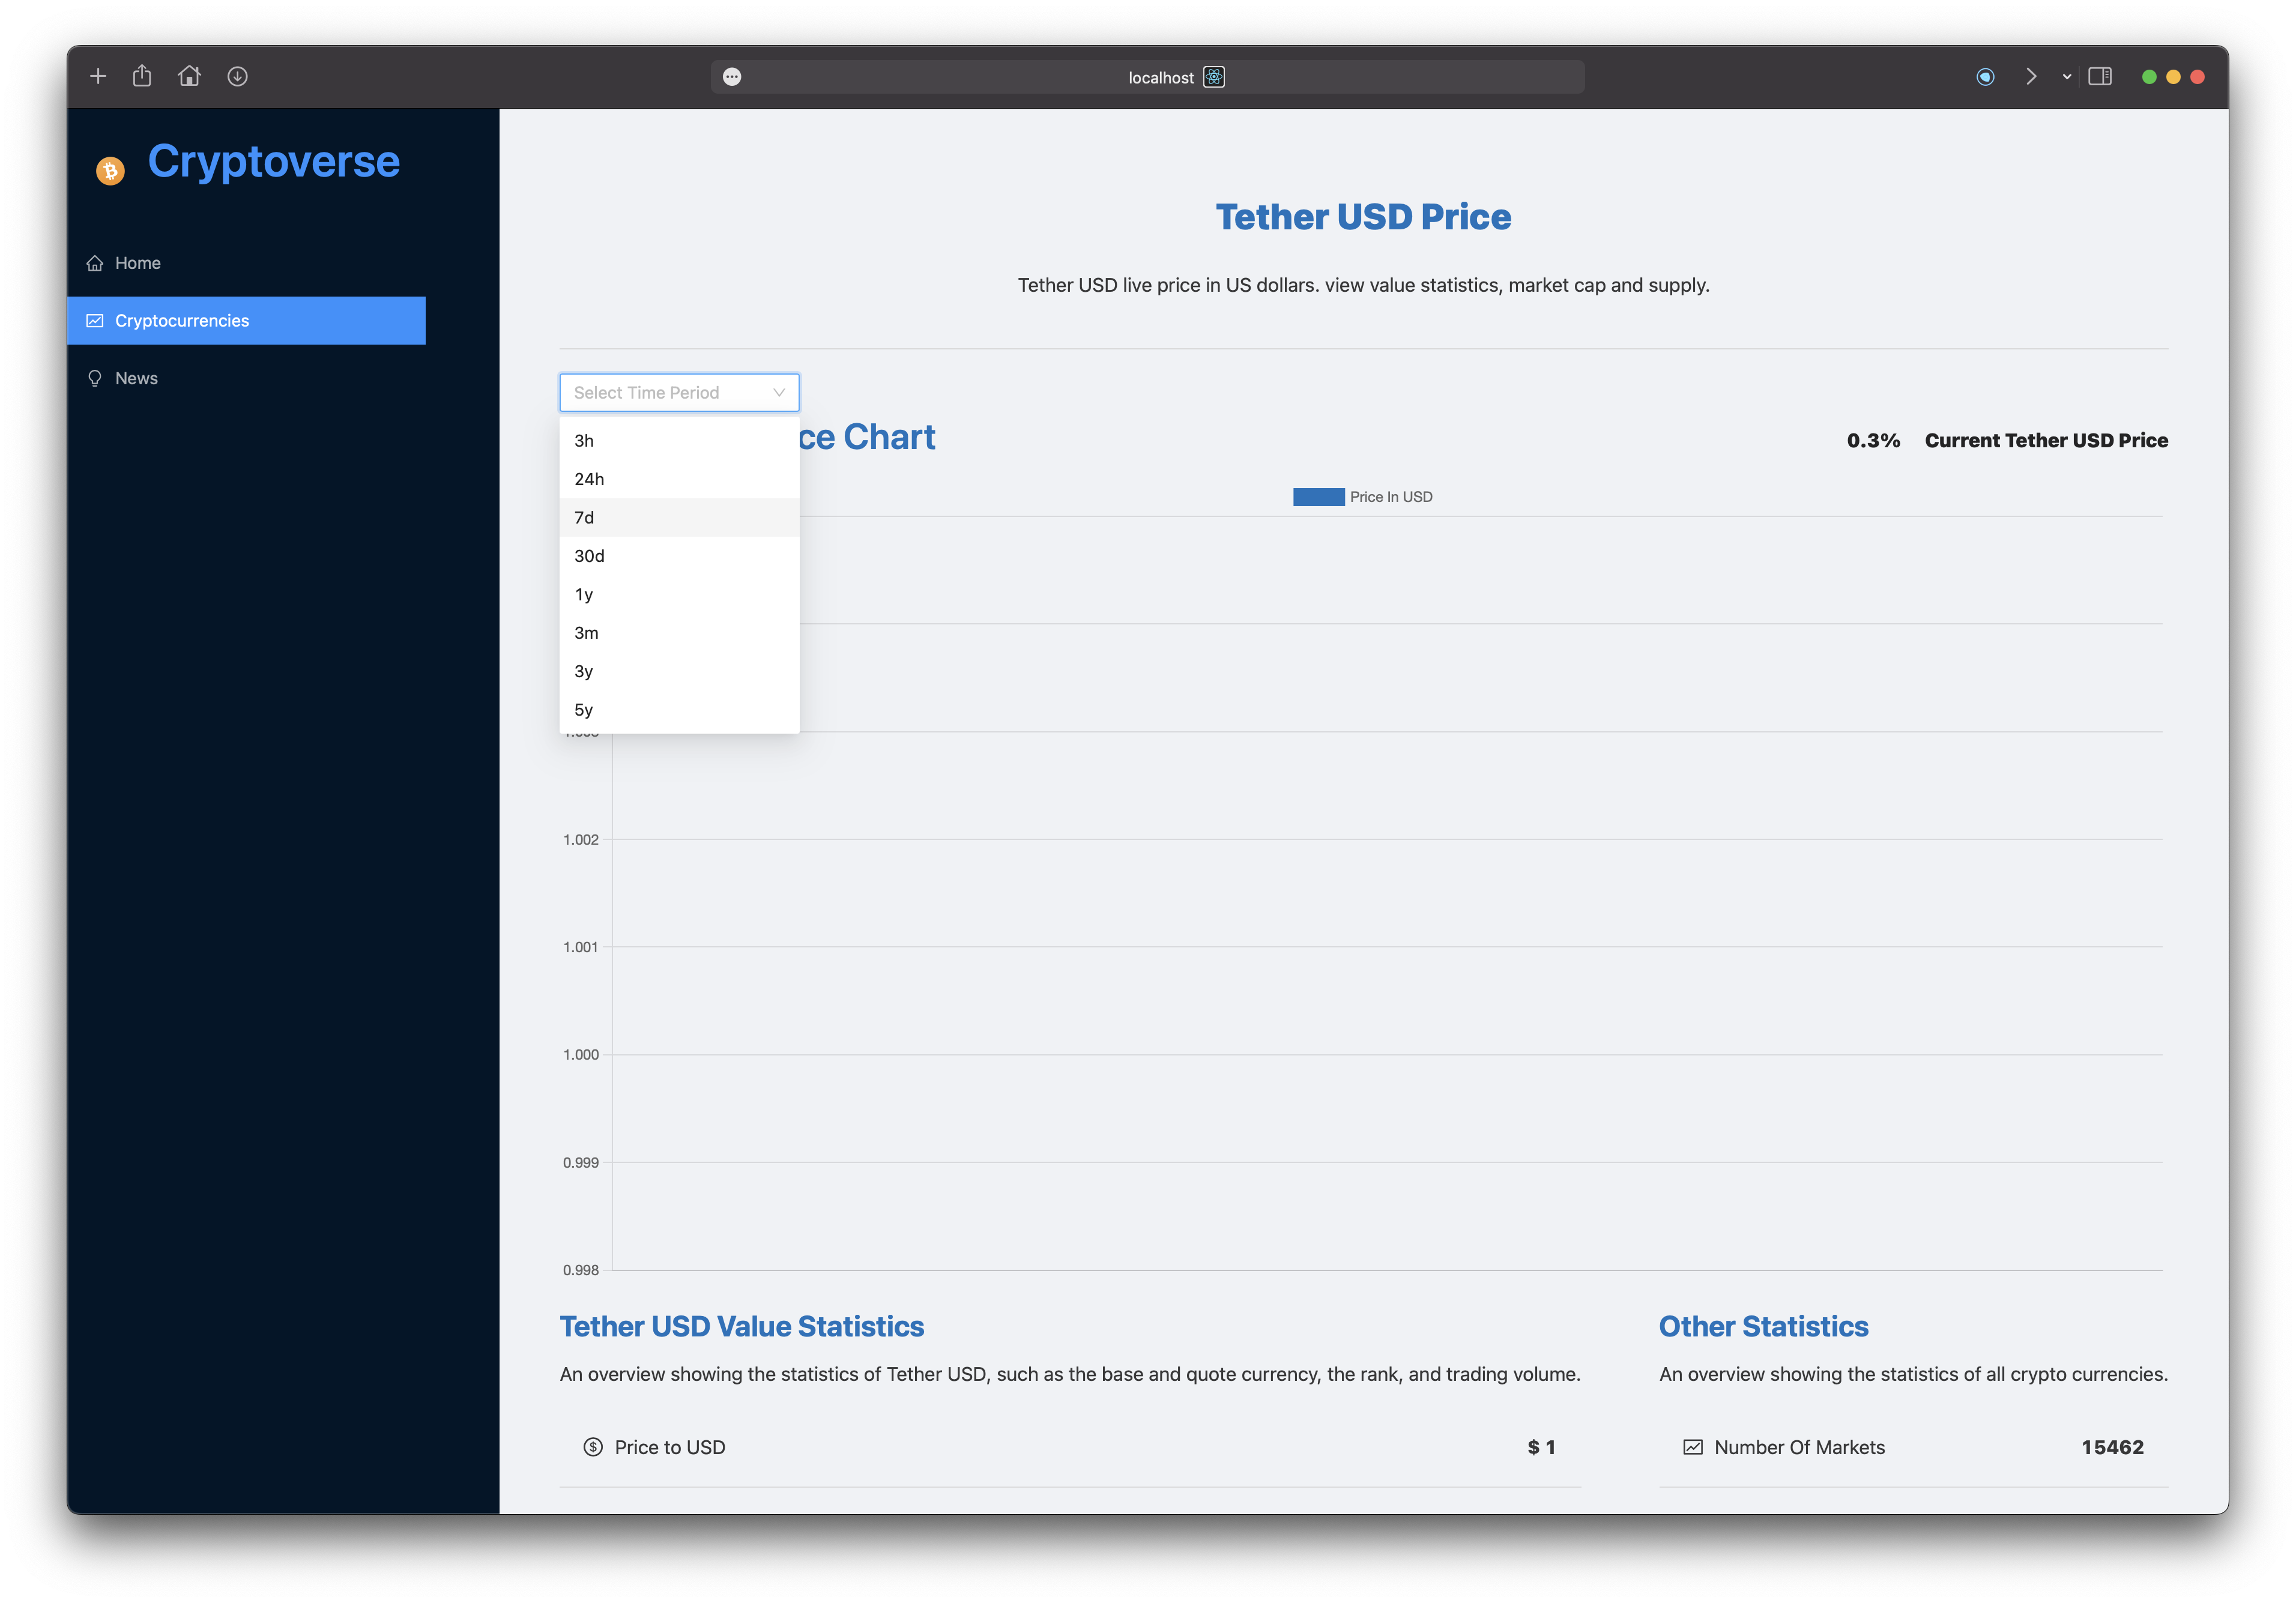 localhost
Cryptoverse
Home
Cryptocurrencies
News
Tether USD Price
Tether USD live price in US dollars. view value statistics, market cap and supply.
Select Time Period
3h
24h
7d
30d
1y
3m
3y
5y
Chart
0.3% Current Tether USD Price
Price In USD
1.002
1.001
1.000
0.999
0.998
Tether USD Value Statistics
An overview showing the statistics of Tether USD, such as the base and quote currency, the rank, and trading volume.
Price to USD $ 1
Other Statistics
An overview showing the statistics of all crypto currencies.
Number Of Markets 15462